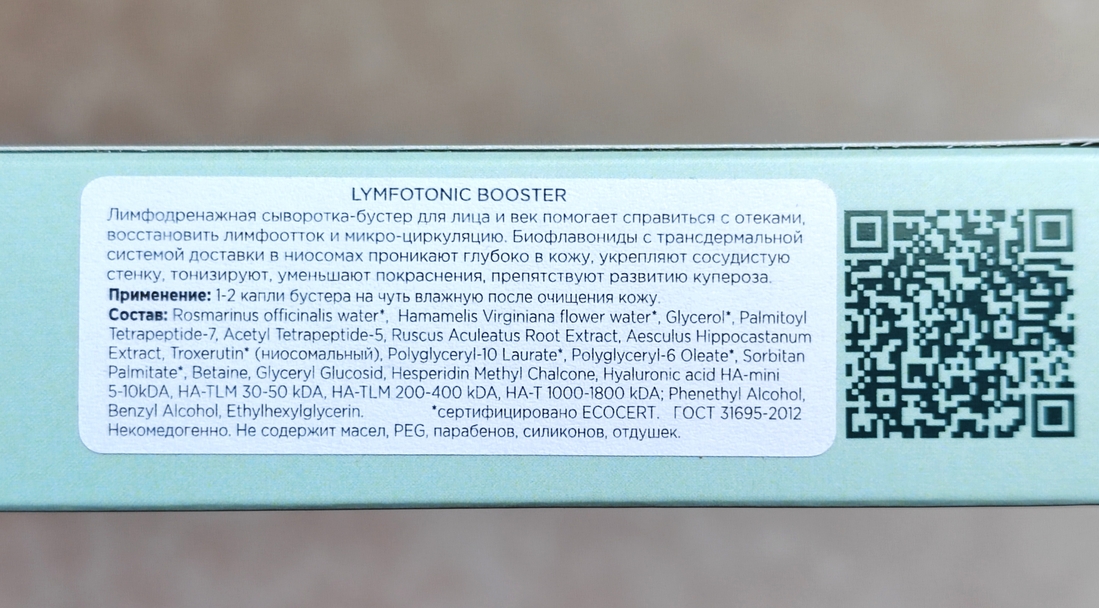 LYMFOTONIC BOOSTER
Лимфодренажная сыворотка-бустер для лица и век помогает справиться с отеками,
восстановить лимфоотток и микро-циркуляцию. Биофлавониды с трансдермальной
системой доставки в ниосомах проникают глубоко в кожу, укрепляют сосудистую
стенку, тонизируют, уменьшают покраснения, препятствуют развитию купероза.
Применение: 1-2 капли бустера на чуть влажную после очищения кожу.
Состав: Rosmarinus officinalis water*, Hamamelis Virginiana flower water*, Glycerol*, Palmitoyl
Tetrapeptide-7, Acetyl Tetrapeptide-5, Ruscus Aculeatus Root Extract, Aesculus Hippocastanum
Extract, Troxerutin* (ниосомальный), Polyglyceryl-10 Laurate*, Polyglyceryl-6 Oleate*, Sorbitan
Palmitate*, Betaine, Glyceryl Glucosid, Hesperidin Methyl Chalcone, Hyaluronic acid HA-mini
5-10kDA, HA-TLM 30-50 kDA, HA-TLM 200-400 kDA, HA-T 1000-1800 kDA; Phenethyl Alcohol,
Benzyl Alcohol, Ethylhexylglycerin. *сертифицировано ECOCERT. ГОСТ 31695-2012
Некомедогенно. Не содержит масел, PEG, парабенов, силиконов, отдушек.